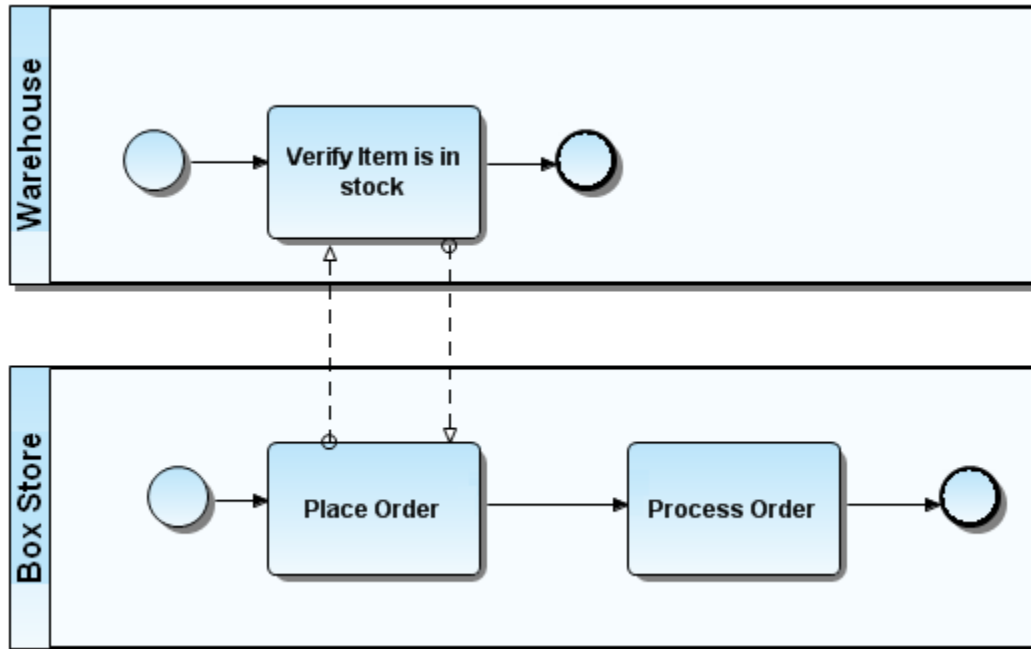 Warehouse
Verify Item is in
stock
Box Store
Place Order
Process Order